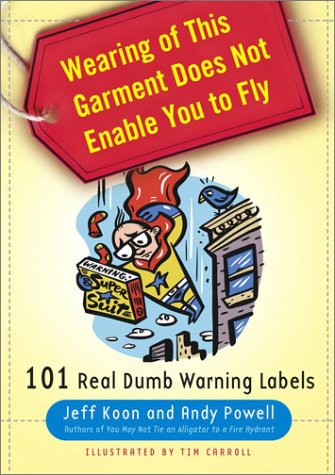 Wearing of This
Garment Does Not
Enable You to Fly
WARNING:
SUPER
SUIT
101 Real Dumb Warning Labels
Jeff Koon and Andy Powell
Authors of You May Not Tie an Alligator to a Fire Hydrant
ILLUSTRATED BY TIM CARROLL